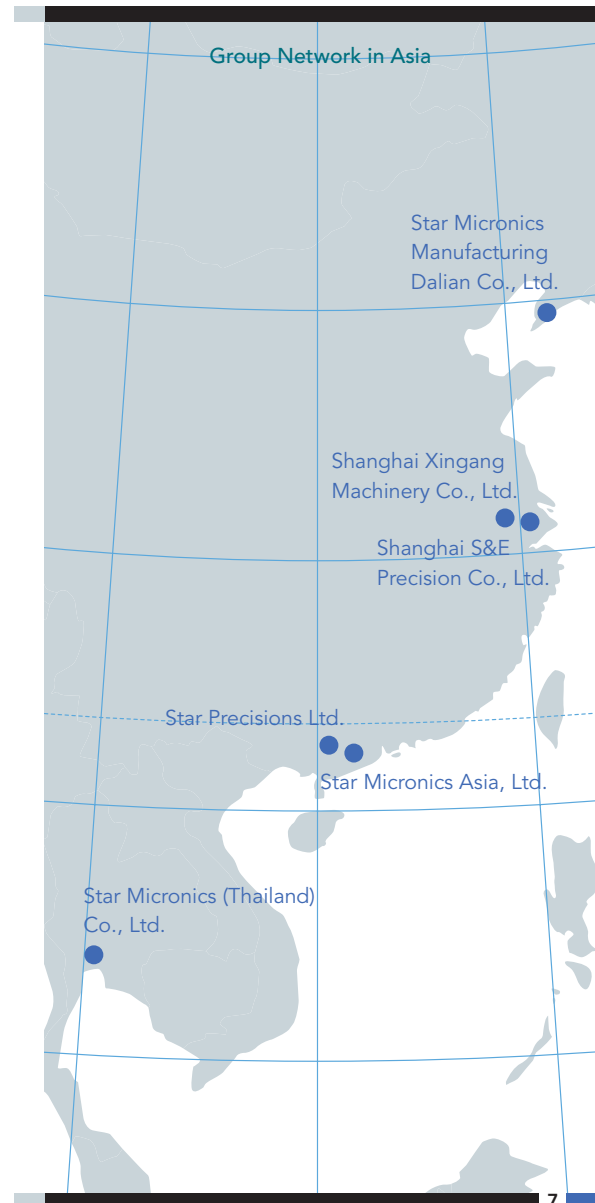 Group Network in Asia
Star Micronics
Manufacturing
Dalian Co., Ltd.
Shanghai Xingang
Machinery Co., Ltd.
Shanghai S&E
Precision Co., Ltd.
Star Precisions Ltd.
Star Micronics Asia, Ltd.
Star Micronics (Thailand)
Co., Ltd.
7